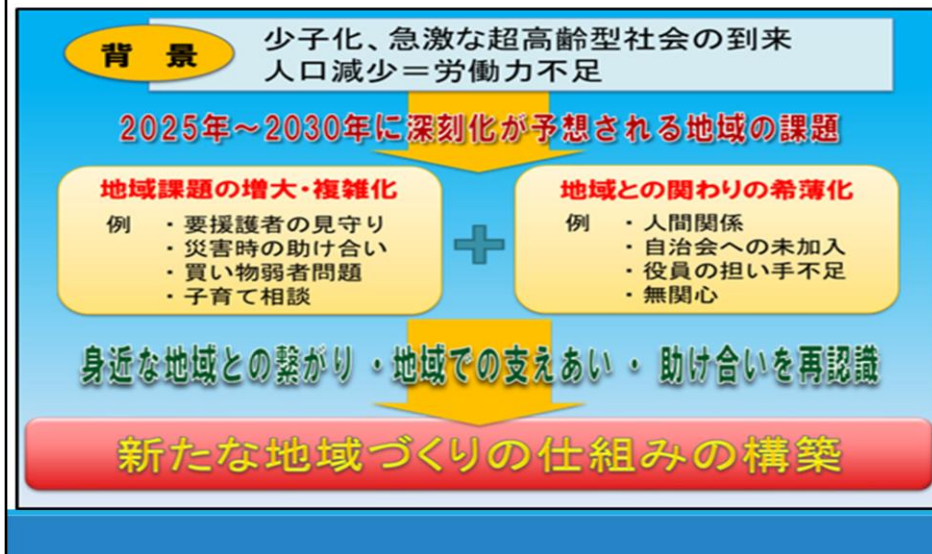 背 景
少子化、急激な超高齢型社会の到来
人口減少＝労働力不足
2025年～2030年に深刻化が予想される地域の課題
地域課題の増大・複雑化
例 ・要援護者の見守り
・災害時の助け合い
・買い物弱者問題
・子育て相談
地域との関わりの希薄化
例 ・人間関係
・自治会への未加入
・役員の担い手不足
・無関心
身近な地域との繋がり ・地域での支えあい ・ 助け合いを再認識
新たな地域づくりの仕組みの構築